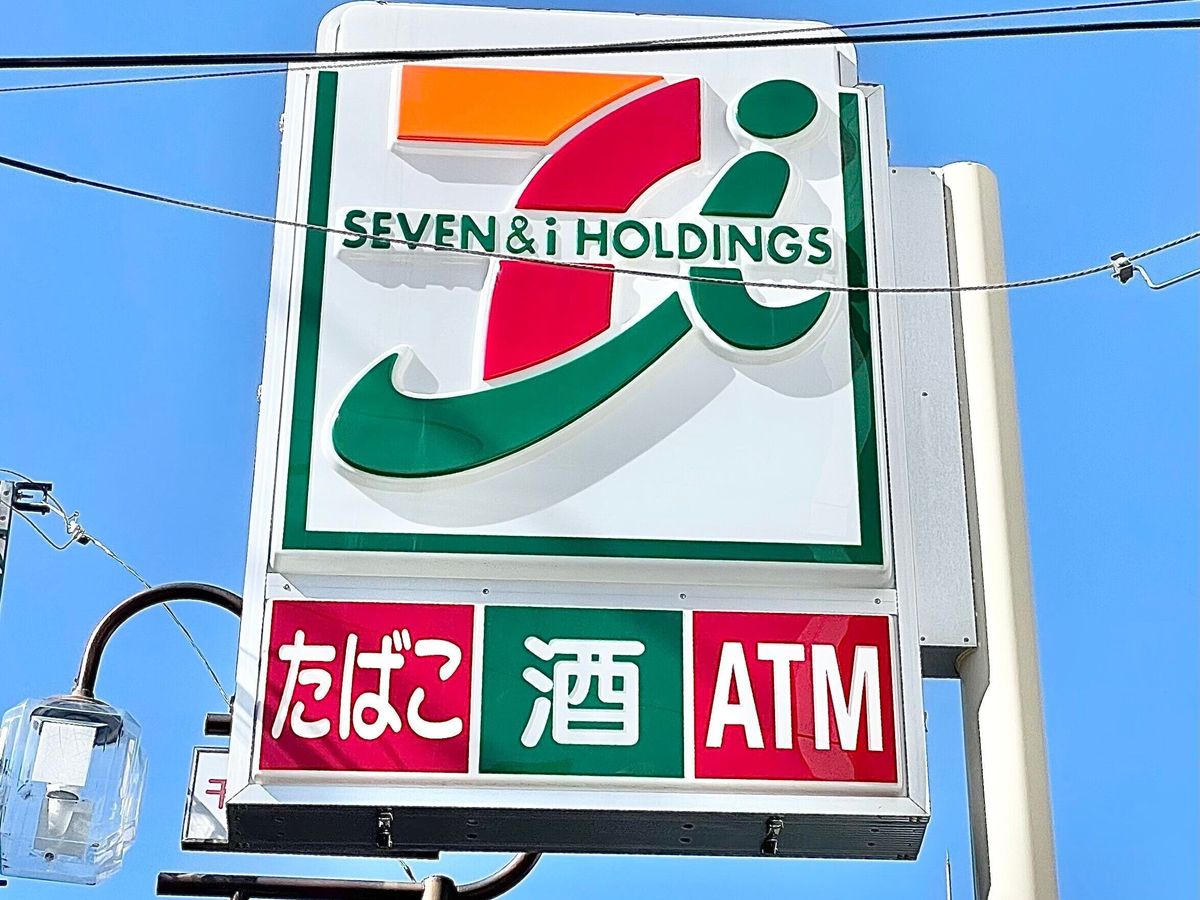 SEVEN & i HOLDINGS
たばこ 酒 ATM